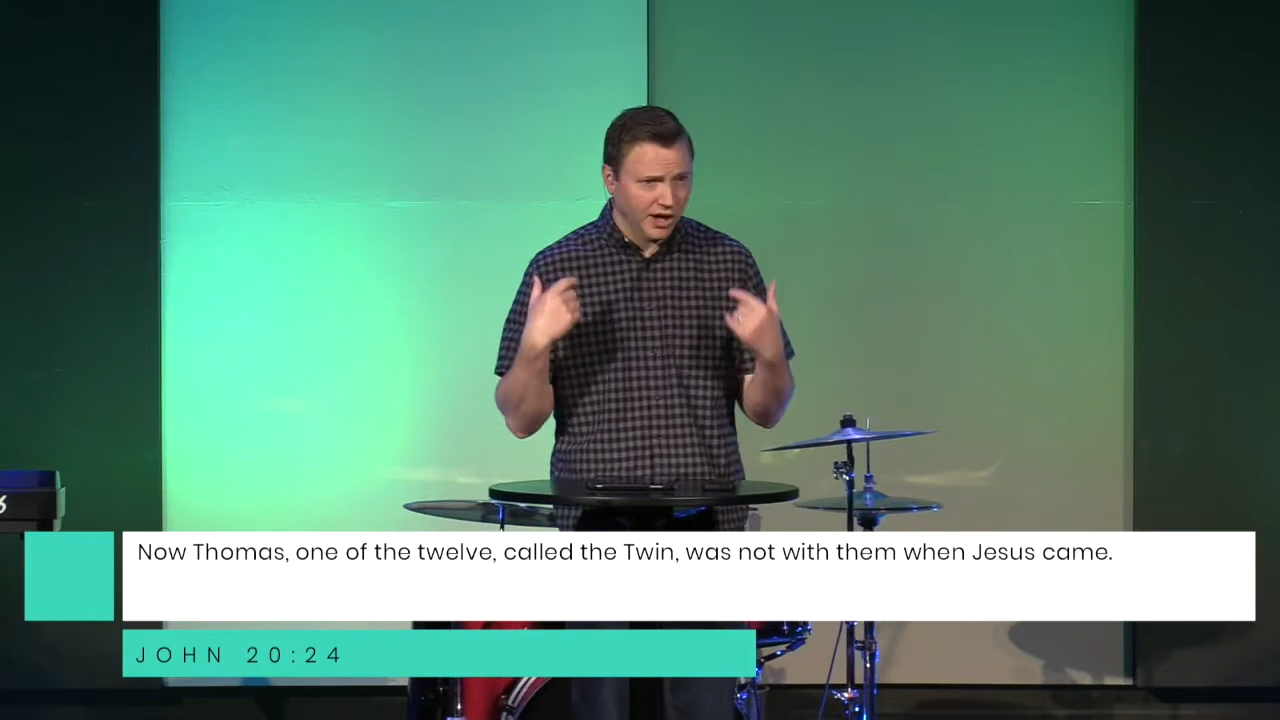 Now Thomas, one of the twelve, called the Twin, was not with them when Jesus came.
JOHN 20:24